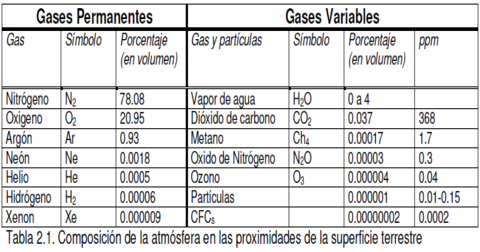 Gases Permanentes Gases Variables
Gas Símbolo Porcentaje (en volumen) Gas y partículas Símbolo Porcentaje (en volumen) ppm
Nitrógeno N2 78.08 Vapor de agua H2O 0 a 4
Oxígeno O2 20.95 Dióxido de carbono CO2 0.037 368
Argón Ar 0.93 Metano Ch4 0.00017 1.7
Neón Ne 0.0018 Oxido de Nitrógeno N2O 0.00003 0.3
Helio He 0.0005 Ozono O3 0.000004 0.04
Hidrógeno H2 0.00006 Partículas 0.000001 0.01-0.15
Xenon Xe 0.000009 CFCs 0.00000002 0.0002
Tabla 2.1. Composición de la atmósfera en las proximidades de la superficie terrestre